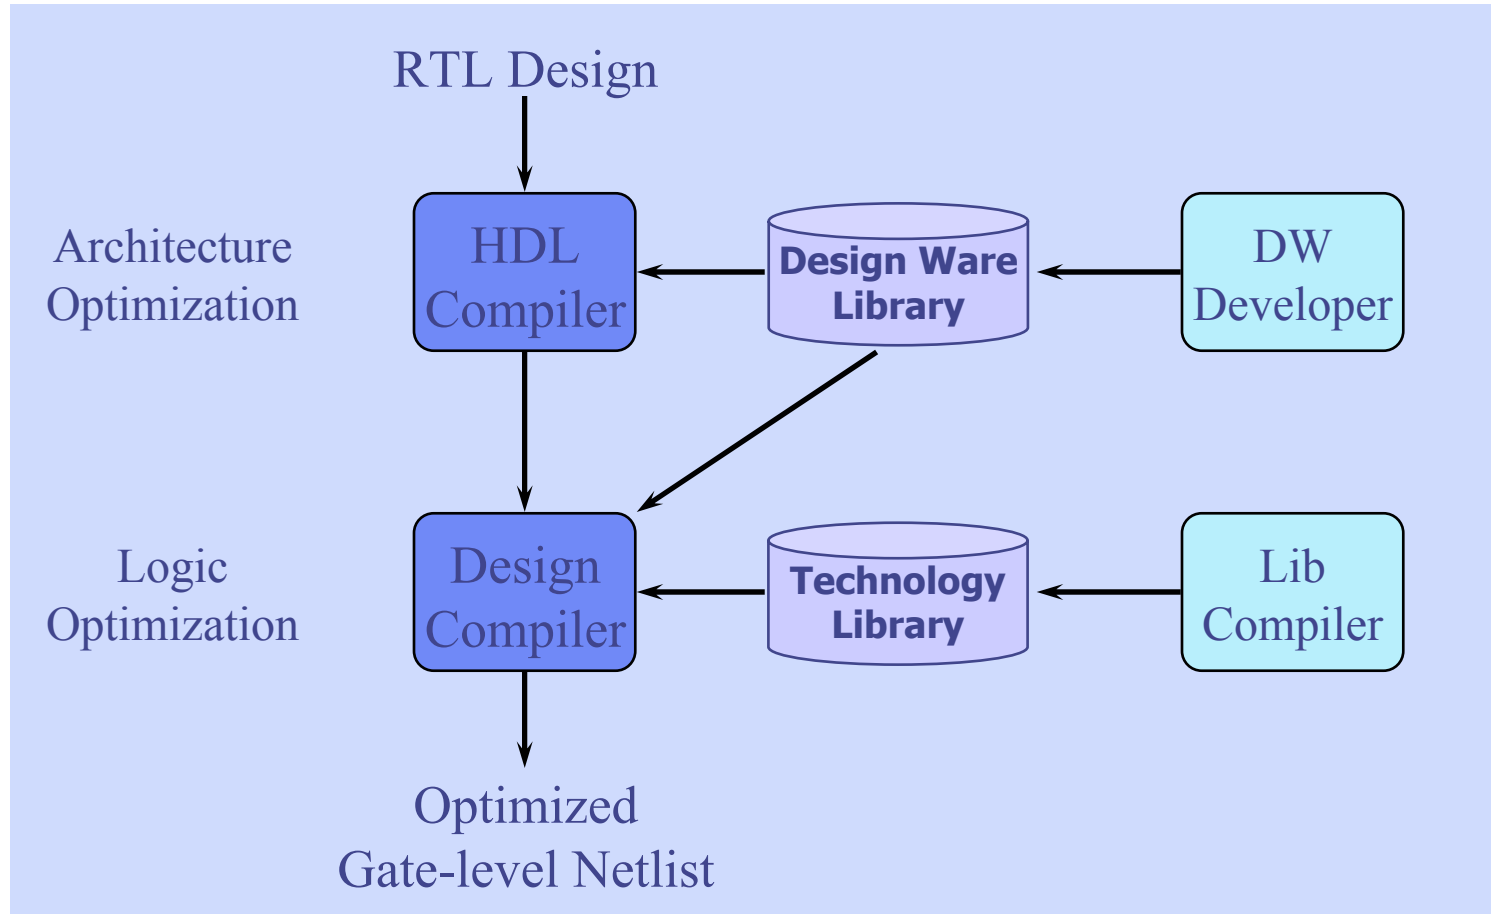 RTL Design
Architecture
Optimization
HDL
Compiler
Design Ware
Library
DW
Developer
Logic
Optimization
Design
Compiler
Technology
Library
Lib
Compiler
Optimized
Gate-level Netlist